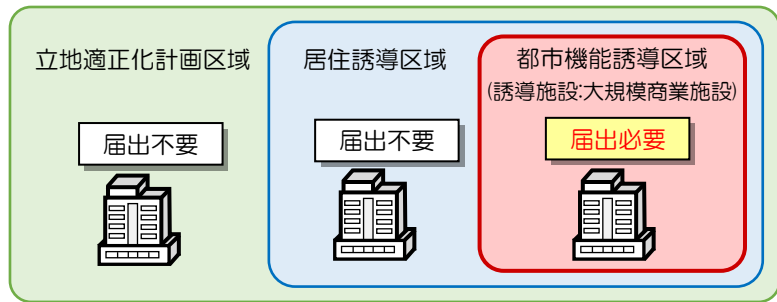 立地適正化計画区域
届出不要
居住誘導区域
届出不要
都市機能誘導区域
(誘導施設:大規模商業施設)
届出必要